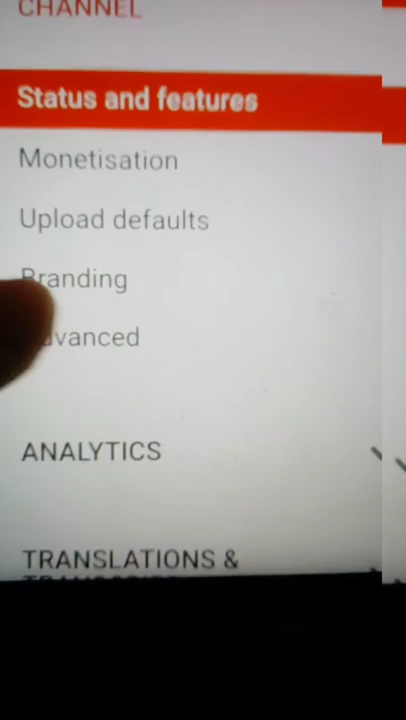 CHANNEL
Status and features
Monetisation
Upload defaults
Branding
Advanced
ANALYTICS
TRANSLATIONS &